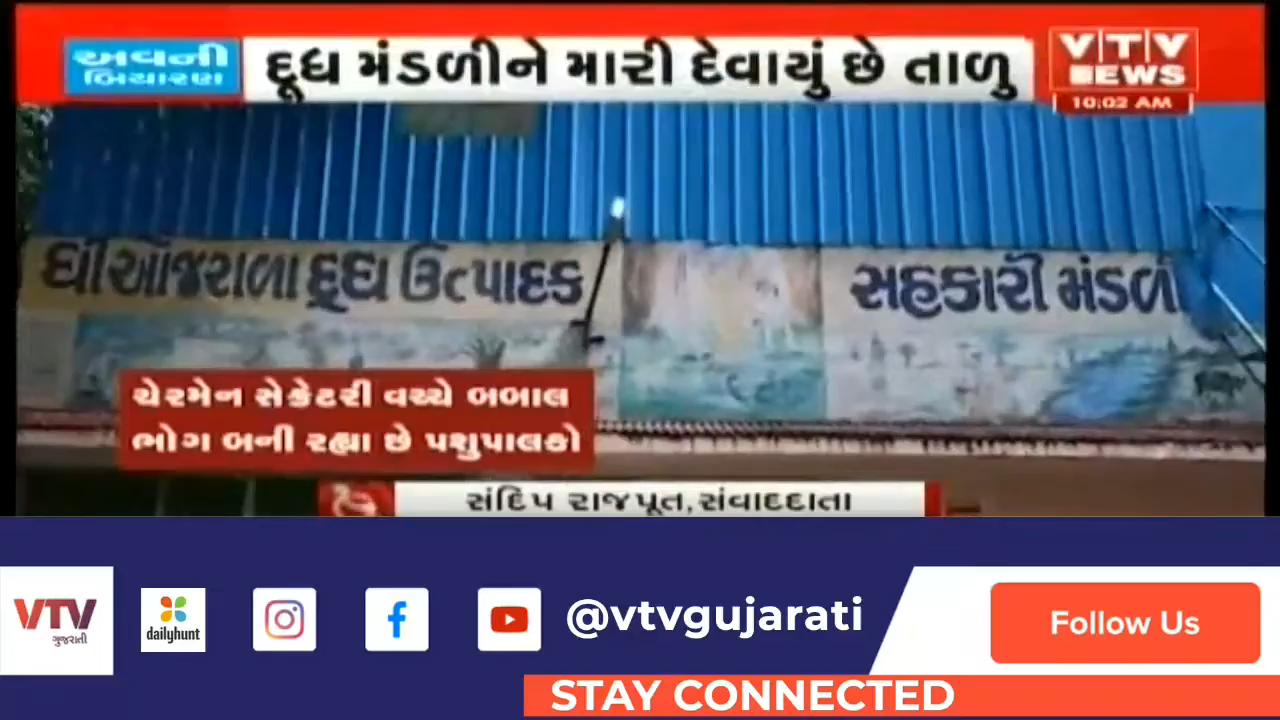 અવની
બિચારણ
દૂધ મંડળીને મારી દેવાયું છે તાળુ
VTV
NEWS
10:02 AM
ધીઓંજરાળા દૂધ ઉત્પાદક સહકારી મંડળી
ચેરમેન સેક્રેટરી વચ્ચે બબાલ
ભોગ બની રહ્યા છે પશુપાલકો
સંદિપ રાજપૂત,સંવાદદાતા
VTV
ગુજરાતી
dailyhunt
@vtvgujarati
Follow Us
STAY CONNECTED